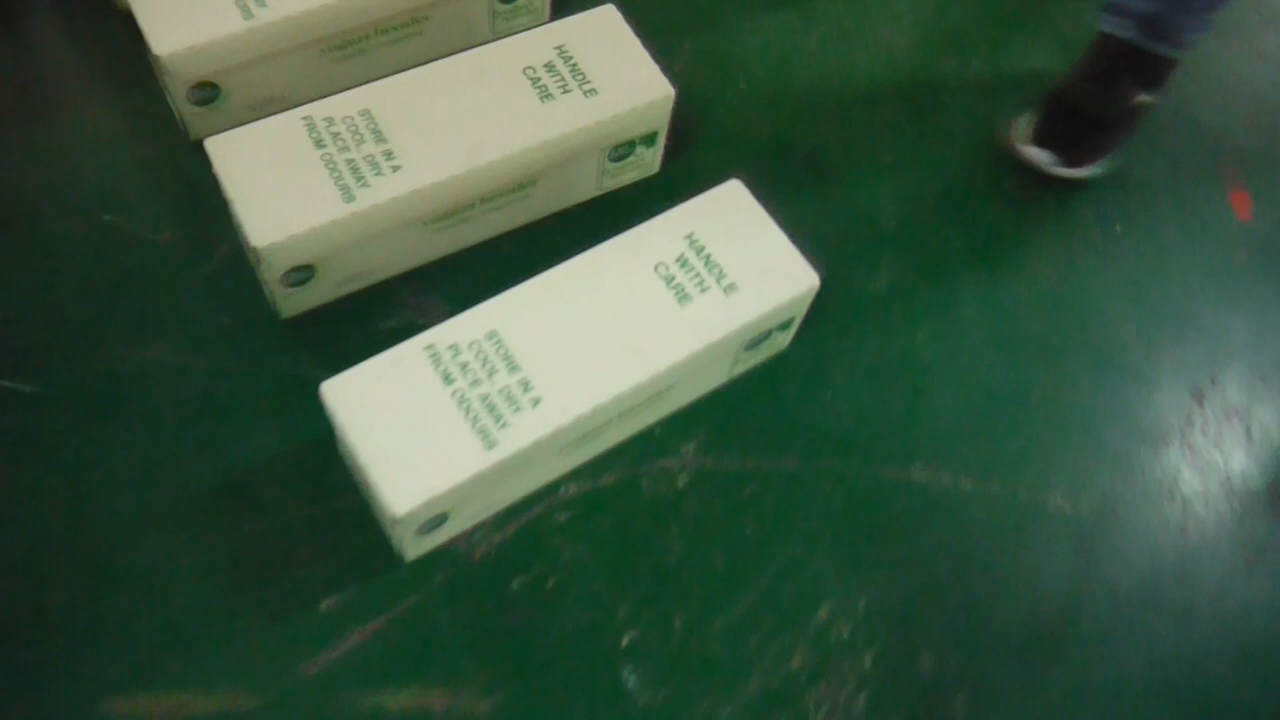 HANDLE
WITH
CARE
STORE IN A
COOL, DRY
PLACE AWAY
FROM ODOURS
HANDLE
WITH
CARE
STORE IN A
COOL, DRY
PLACE AWAY
FROM ODOURS